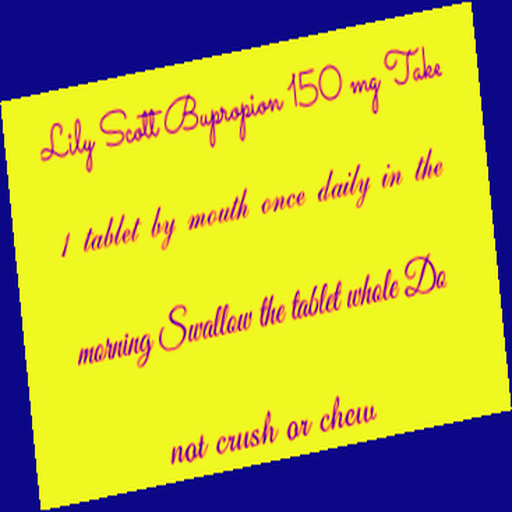 Lily Scott Bupropion 150 mg Take
1 tablet by mouth once daily in the
morning Swallow the tablet whole Do
not crush or chew